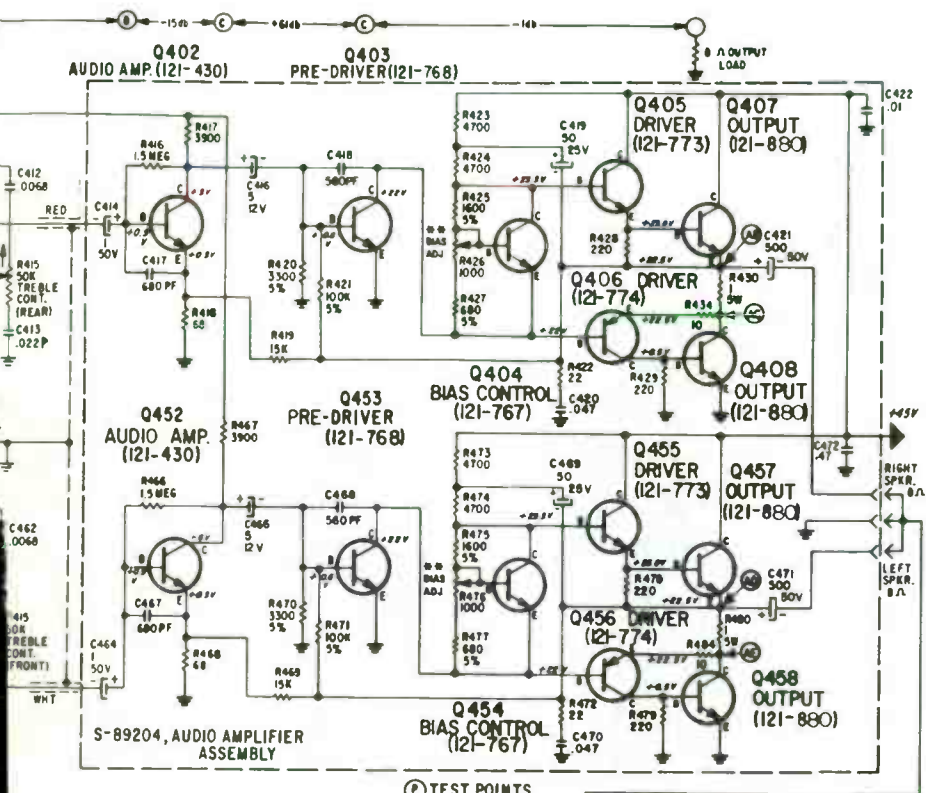 B -15db C +61db C -1db
8 Ω OUTPUT
LOAD
Q402
AUDIO AMP. (121-430)
Q403
PRE-DRIVER (121-768)
R417
3900
R416
1.5 MEG
C416
5
12V
C418
560PF
+22V
C412
.0068
RED
C414
1
50V
C417
680 PF
R415
50K
TREBLE
CONT.
(REAR)
C413
.022P
R418
68
R419
15K
R420
3300
5%
R421
100K
5%
R423
4700
R424
4700
R425
1600
5%
**
BIAS
ADJ
R426
1000
R427
680
5%
C419
50
25V
Q405
DRIVER
(121-773)
Q407
OUTPUT
(121-880)
C422
.01
R428
220
C421
500
50V
R430
.1
5W
Q406 DRIVER
(121-774)
R434
10
R422
22
C420
.047
R429
220
Q408
OUTPUT
(121-880)
Q404
BIAS CONTROL
(121-767)
+45V
C472
.47
RIGHT
SPKR.
8Ω
LEFT
SPKR.
8Ω
Q452
AUDIO AMP.
(121-430)
Q453
PRE-DRIVER
(121-768)
R467
3900
R466
1.5MEG
C466
5
12V
C468
560 PF
+22V
C462
.0068
C467
680PF
R415
50K
TREBLE
CONT.
(FRONT)
C464
1
50V
WHT
R468
68
R469
15K
R470
3300
5%
R471
100K
5%
R473
4700
R474
4700
R475
1600
5%
**
BIAS
ADJ
R476
1000
R477
680
5%
C469
50
25V
Q455
DRIVER
(121-773)
Q457
OUTPUT
(121-880)
R478
220
C471
500
50V
R480
.1
5W
Q456 DRIVER
(121-774)
R484
10
R472
22
C470
.047
R479
220
Q458
OUTPUT
(121-880)
Q454
BIAS CONTROL
(121-767)
S-89204, AUDIO AMPLIFIER
ASSEMBLY
P TEST POINTS